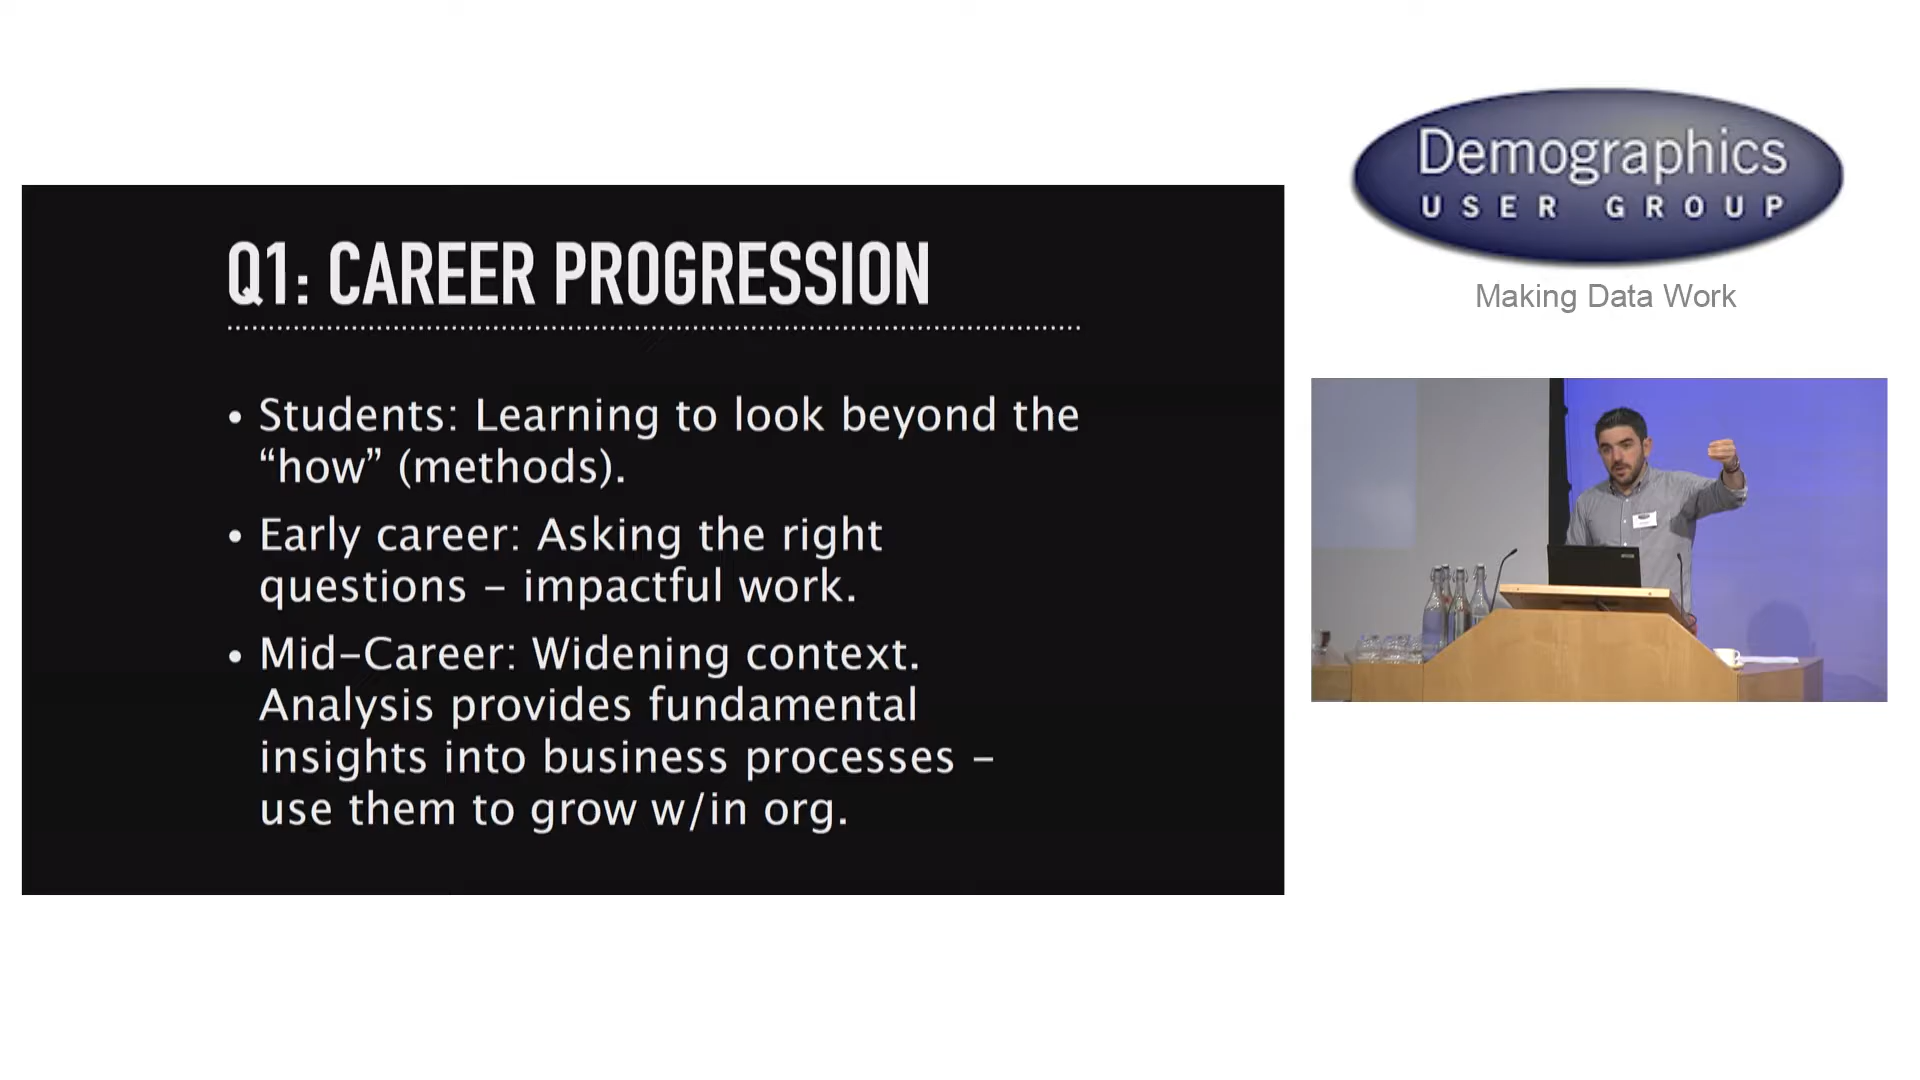 Q1: CAREER PROGRESSION
• Students: Learning to look beyond the
“how” (methods).
• Early career: Asking the right
questions – impactful work.
• Mid-Career: Widening context.
Analysis provides fundamental
insights into business processes –
use them to grow w/in org.
Demographics
USER GROUP
Making Data Work